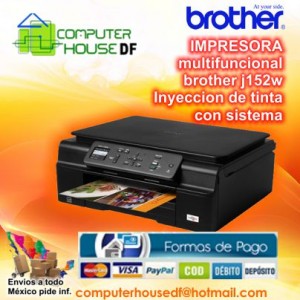 COMPUTER
HOUSE DF
brother
At your side.
IMPRESORA
multifuncional
brother j152w
Inyeccion de tinta
con sistema
Envios a todo
México pide inf.
Formas de Pago
VISA
PayPal
COD
DÉBITO
DEPÓSITO
computerhousedf@hotmail.com